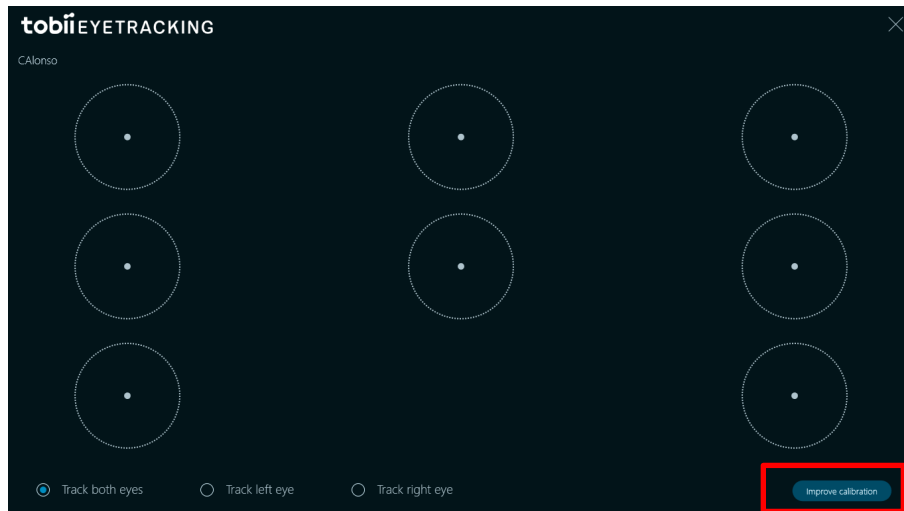 tobii EYETRACKING
CAlonso
Track both eyes
Track left eye
Track right eye
Improve calibration